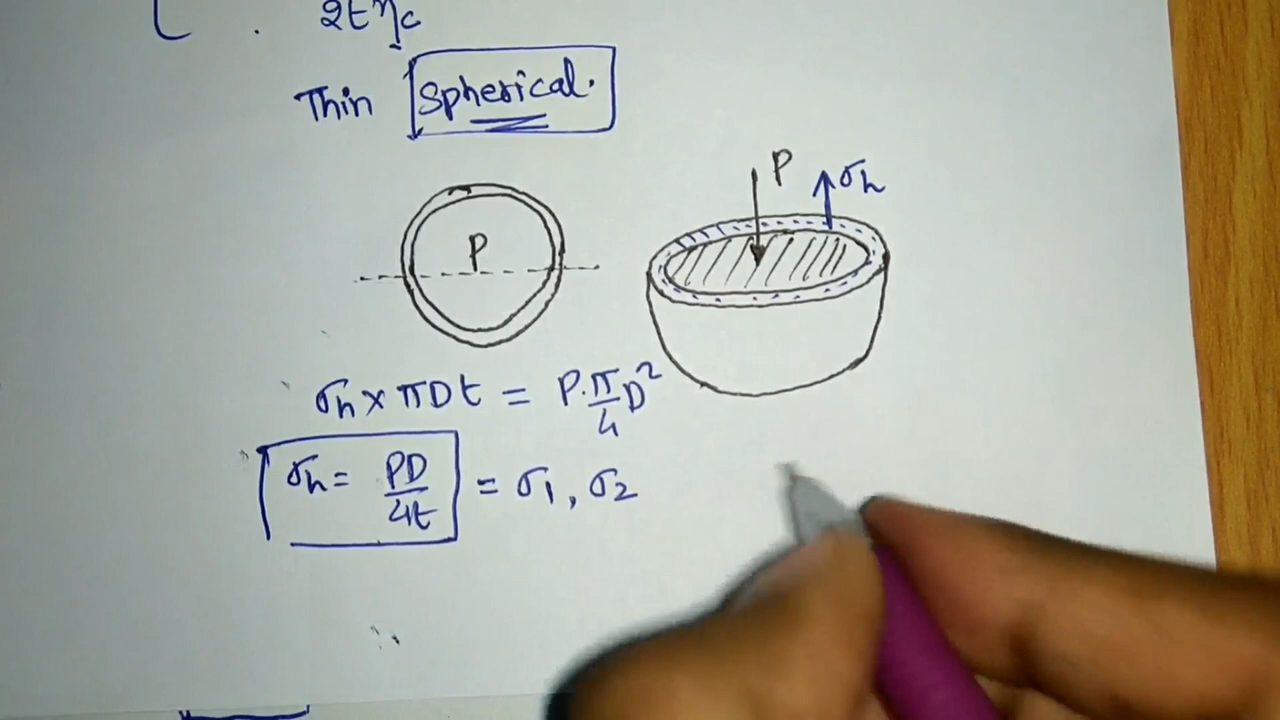 2tηc
Thin Spherical.
P σh
P
σh × πDt = P.π/4 D²
σh = PD/4t = σ1, σ2